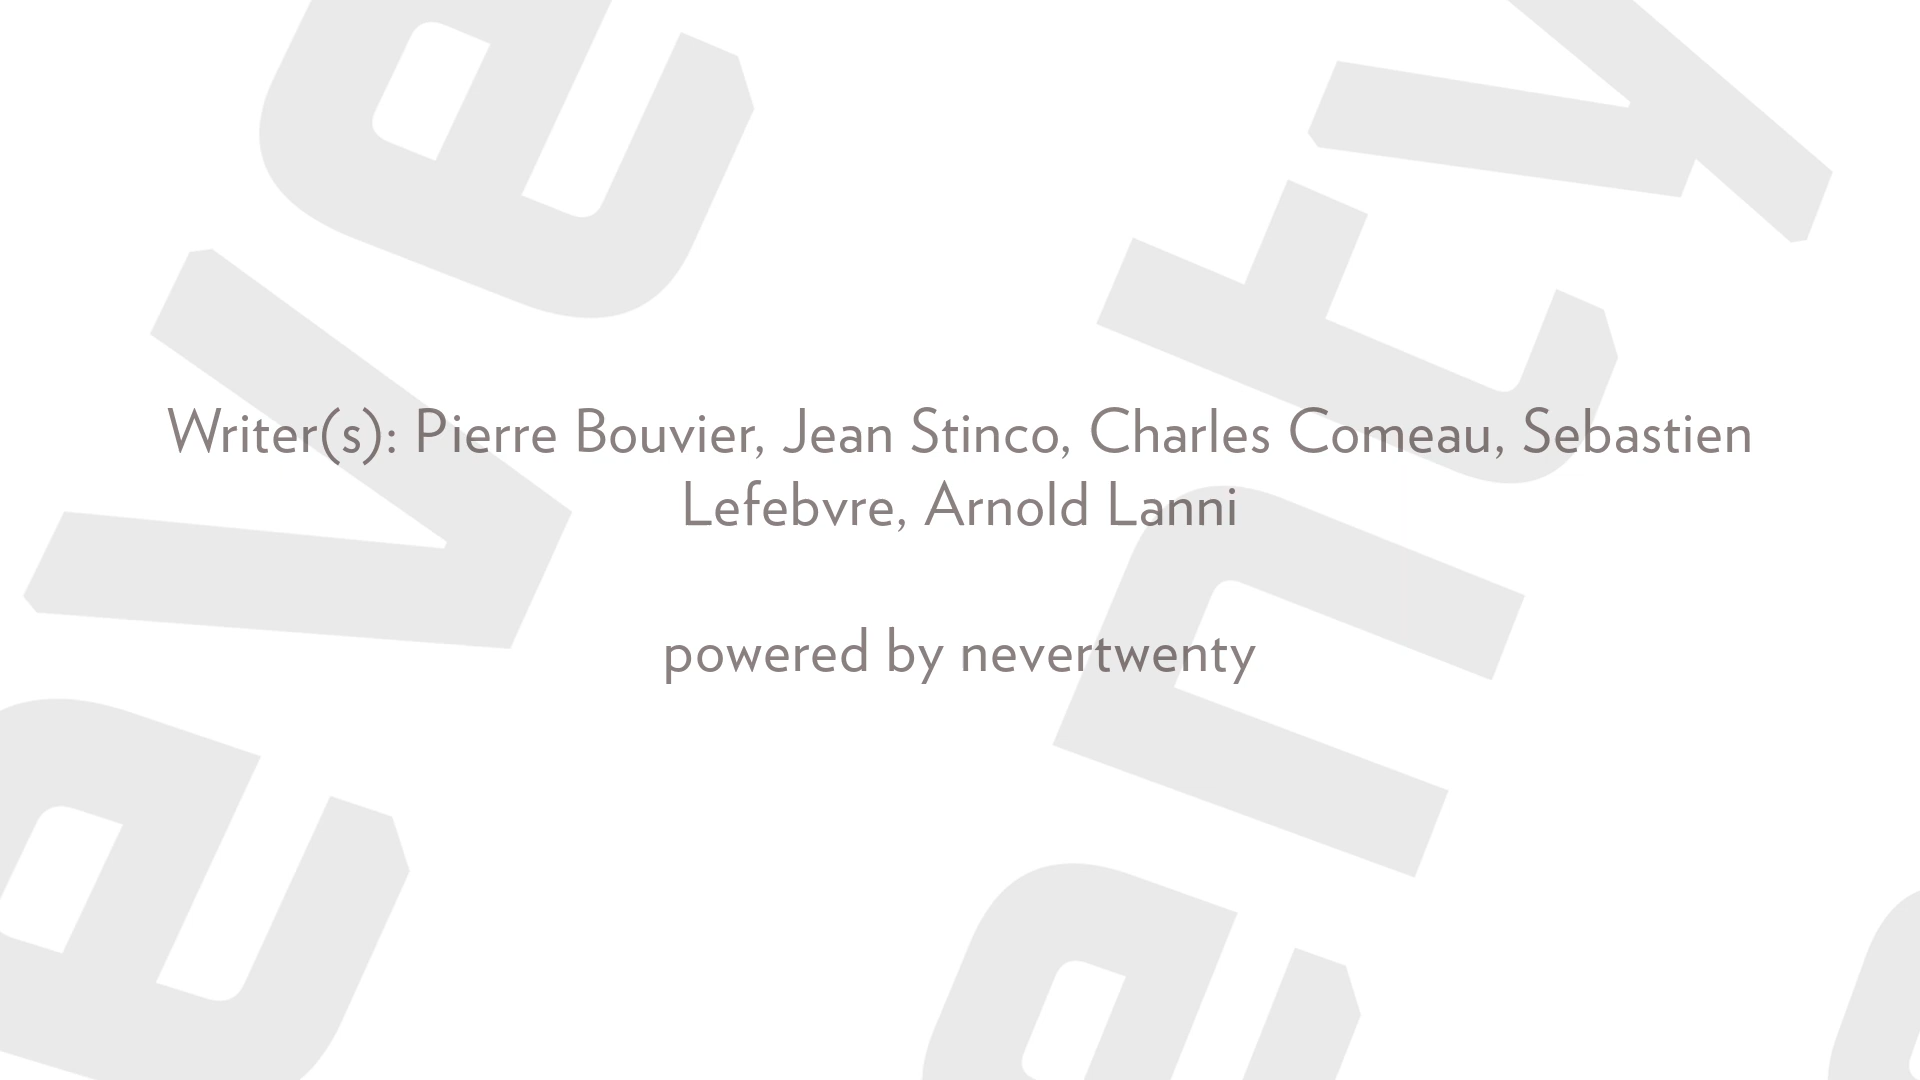 Writer(s): Pierre Bouvier, Jean Stinco, Charles Comeau, Sebastien
Lefebvre, Arnold Lanni
powered by nevertwenty